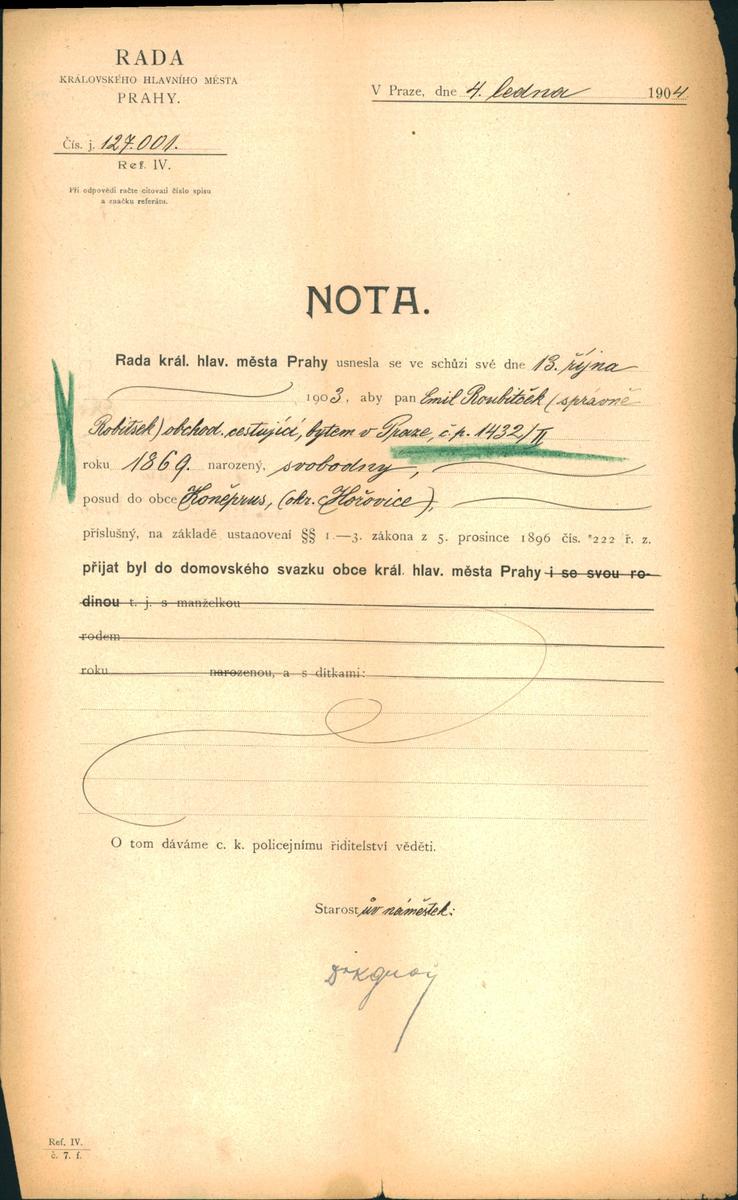 RADA
KRÁLOVSKÉHO HLAVNÍHO MĚSTA
PRAHY.
V Praze, dne 4. ledna 1904
Čís. j. 127.001.
Ref. IV.
Při odpovědi račte citovati číslo spisu
a značku referátu.
NOTA.
Rada král. hlav. města Prahy usnesla se ve schůzi své dne 13. října
1903, aby pan Emil Roubitček (správně
Robitsek) obchod. cestující, bytem v Praze, č.p. 1432/II
roku 1869. narozený, svobodný,
posud do obce Koněprus, (okr. Hořovice),
příslušný, na základě ustanovení §§ 1.—3. zákona z 5. prosince 1896 čís. 222 ř. z.
přijat byl do domovského svazku obce král. hlav. města Prahy i se svou ro-
dinou t. j. s manželkou
rodem
roku narozenou, a s dítkami:
O tom dáváme c. k. policejnímu řiditelství věděti.
Starostův náměstek:
Ref. IV.
č. 7. f.